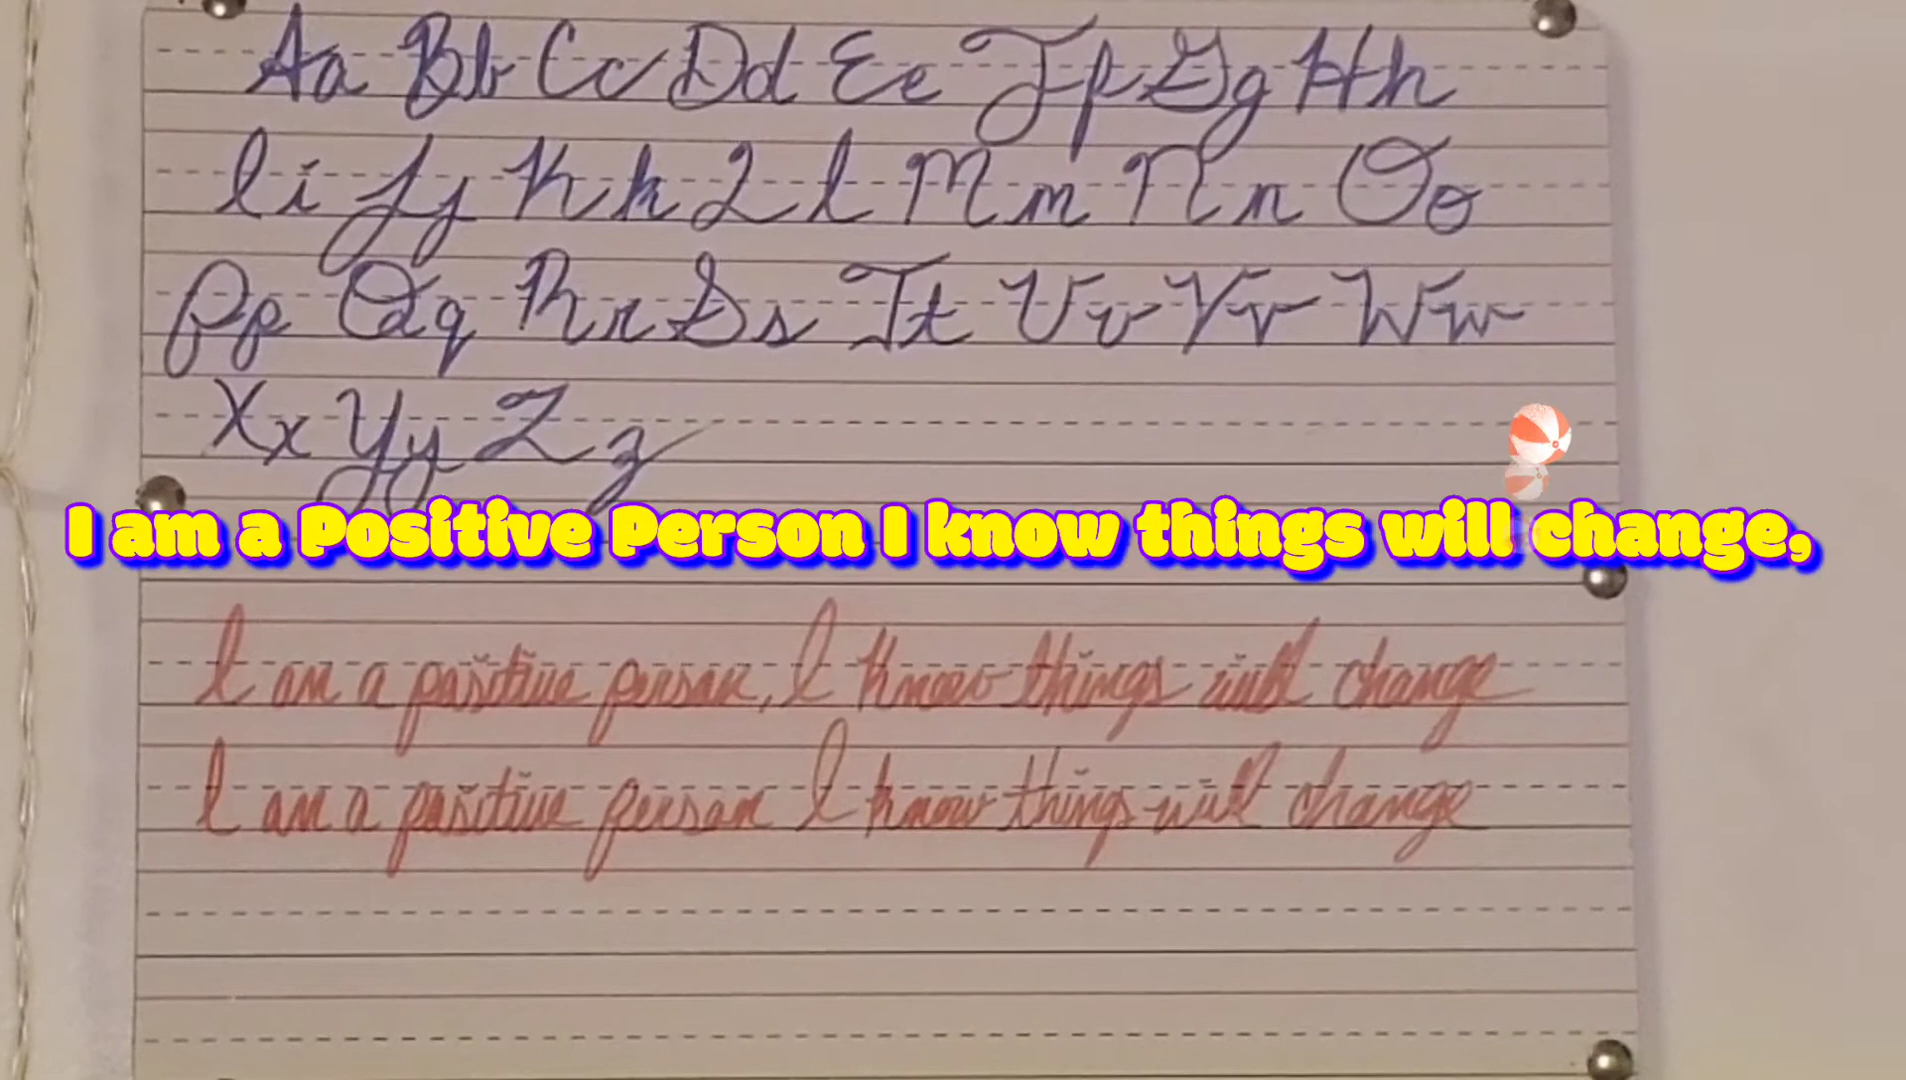 Aa Bb Cc Dd Ee Ff Gg Hh
Ii Jj Kk Ll Mm Nn Oo
Pp Qq Rr Ss Tt Uu Vv Ww
Xx Yy Zz
I am a Positive Person I know things will change,
I am a positive person, I know things will change
I am a positive person I know things will change